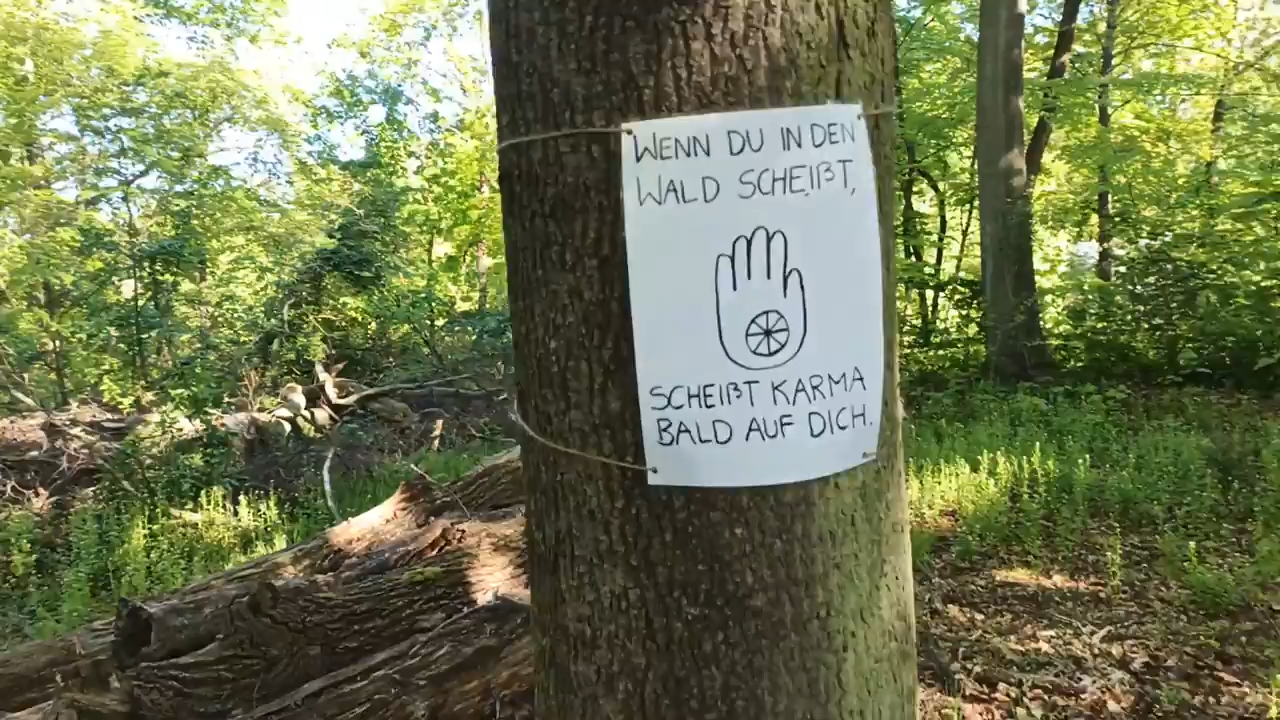 WENN DU IN DEN
WALD SCHEIẞT,
SCHEIẞT KARMA
BALD AUF DICH.